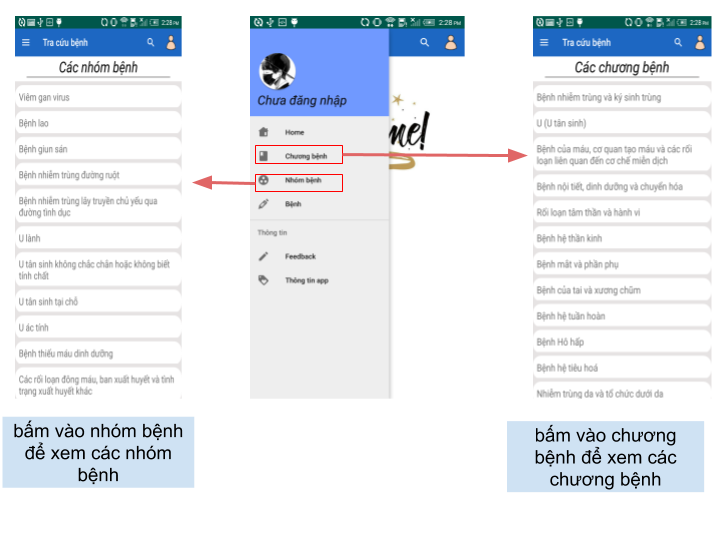 2:28 PM
Tra cứu bệnh
Các nhóm bệnh
Viêm gan virus
Bệnh lao
Bệnh giun sán
Bệnh nhiễm trùng đường ruột
Bệnh nhiễm trùng lây truyền chủ yếu qua
đường tình dục
U lành
U tân sinh không chắc chắn hoặc không biết
tính chất
U tân sinh tại chỗ
U ác tính
Bệnh thiếu máu dinh dưỡng
Các rối loạn đông máu, ban xuất huyết và tình
trạng xuất huyết khác
bấm vào nhóm bệnh
để xem các nhóm
bệnh
2:28 PM
Chưa đăng nhập
Home
Chương bệnh
Nhóm bệnh
Bệnh
Thông tin
Feedback
Thông tin app
me!
2:28 PM
Tra cứu bệnh
Các chương bệnh
Bệnh nhiễm trùng và ký sinh trùng
U (U tân sinh)
Bệnh của máu, cơ quan tạo máu và các rối
loạn liên quan đến cơ chế miễn dịch
Bệnh nội tiết, dinh dưỡng và chuyển hóa
Rối loạn tâm thần và hành vi
Bệnh hệ thần kinh
Bệnh mắt và phần phụ
Bệnh của tai và xương chũm
Bệnh hệ tuần hoàn
Bệnh Hô hấp
Bệnh hệ tiêu hoá
Nhiễm trùng da và tổ chức dưới da
bấm vào chương
bệnh để xem các
chương bệnh